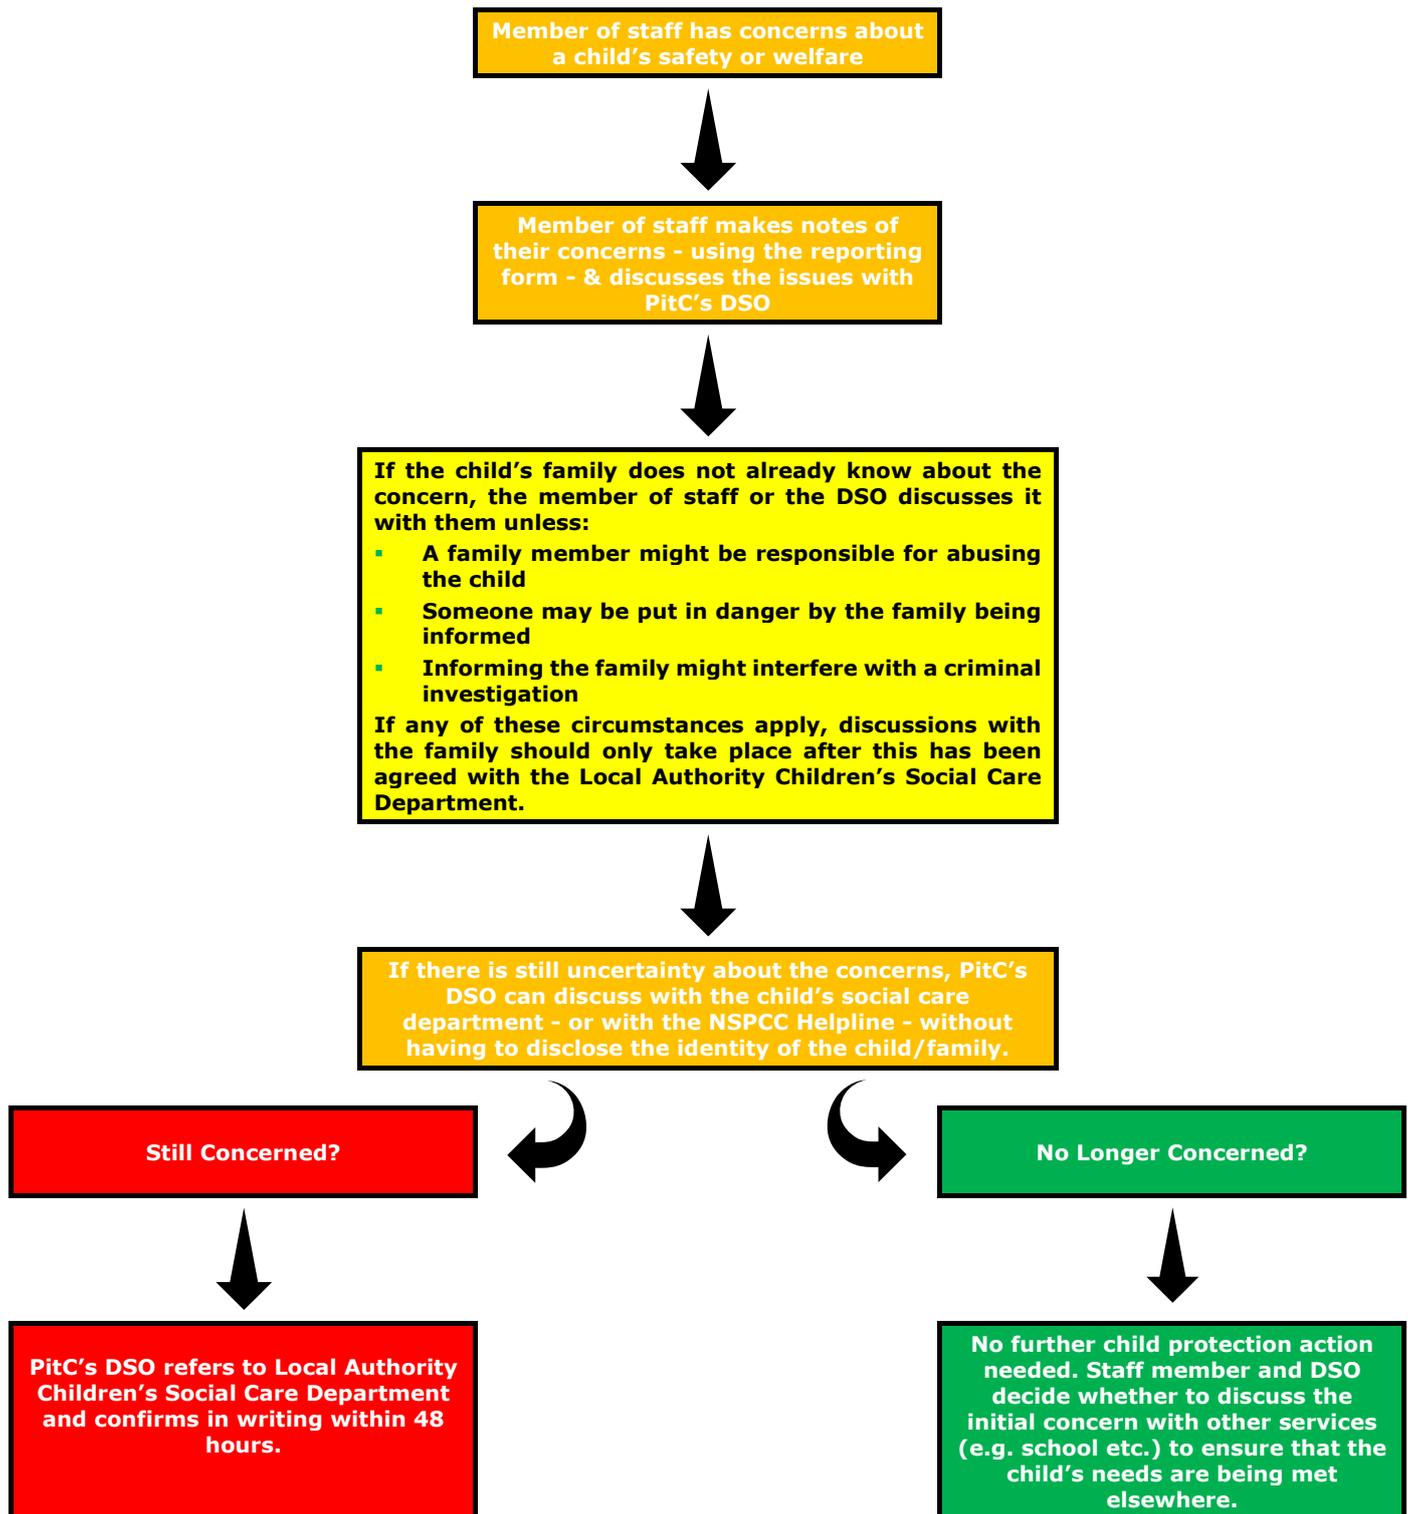 Member of staff has concerns about
a child’s safety or welfare
Member of staff makes notes of
their concerns - using the reporting
form - & discusses the issues with
PitC’s DSO
If the child’s family does not already know about the
concern, the member of staff or the DSO discusses it
with them unless:
▪ A family member might be responsible for abusing
the child
▪ Someone may be put in danger by the family being
informed
▪ Informing the family might interfere with a criminal
investigation
If any of these circumstances apply, discussions with
the family should only take place after this has been
agreed with the Local Authority Children’s Social Care
Department.
If there is still uncertainty about the concerns, PitC’s
DSO can discuss with the child’s social care
department - or with the NSPCC Helpline - without
having to disclose the identity of the child/family.
Still Concerned?
No Longer Concerned?
PitC’s DSO refers to Local Authority
Children’s Social Care Department
and confirms in writing within 48
hours.
No further child protection action
needed. Staff member and DSO
decide whether to discuss the
initial concern with other services
(e.g. school etc.) to ensure that the
child’s needs are being met
elsewhere.